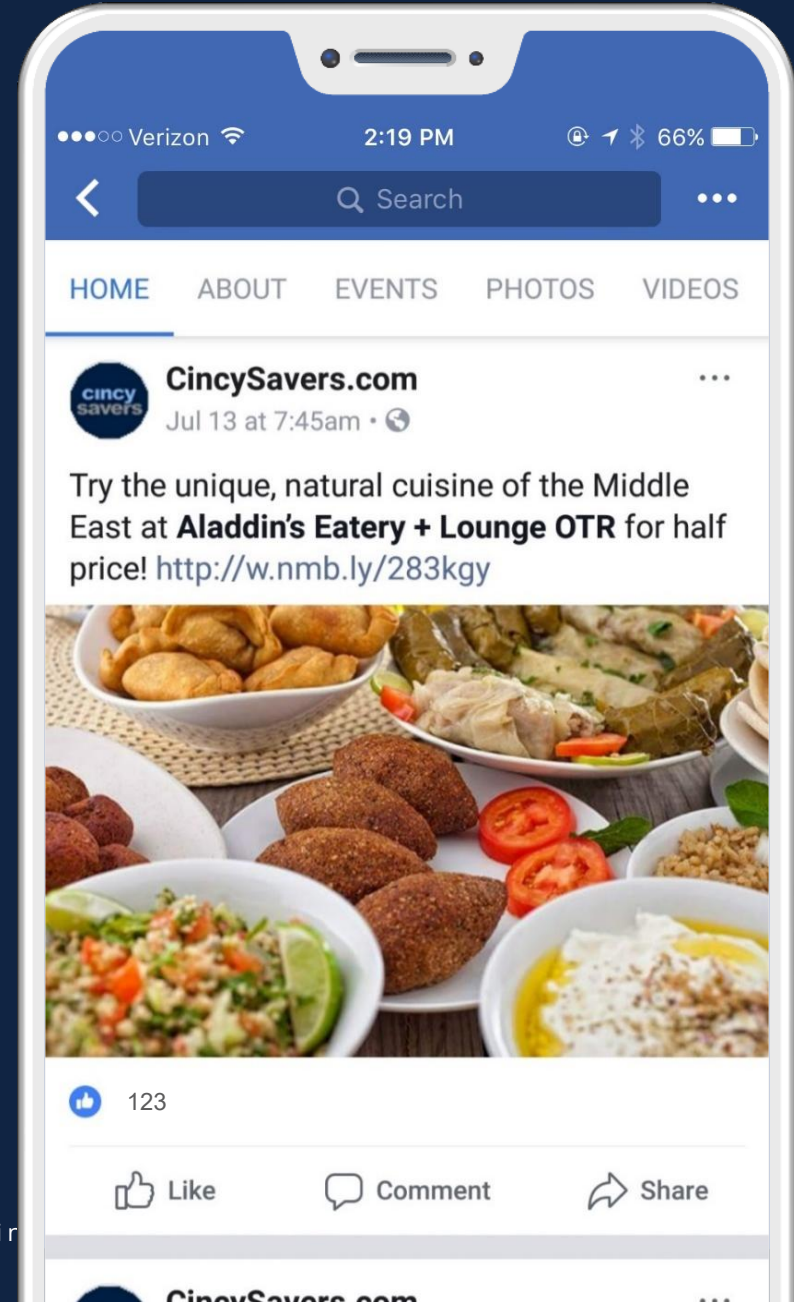 Verizon 2:19 PM 66%
Search
HOME ABOUT EVENTS PHOTOS VIDEOS
cincy
savers
CincySavers.com
Jul 13 at 7:45am •
Try the unique, natural cuisine of the Middle
East at Aladdin's Eatery + Lounge OTR for half
price! http://w.nmb.ly/283kgy
123
Like Comment Share
CincySavers.com